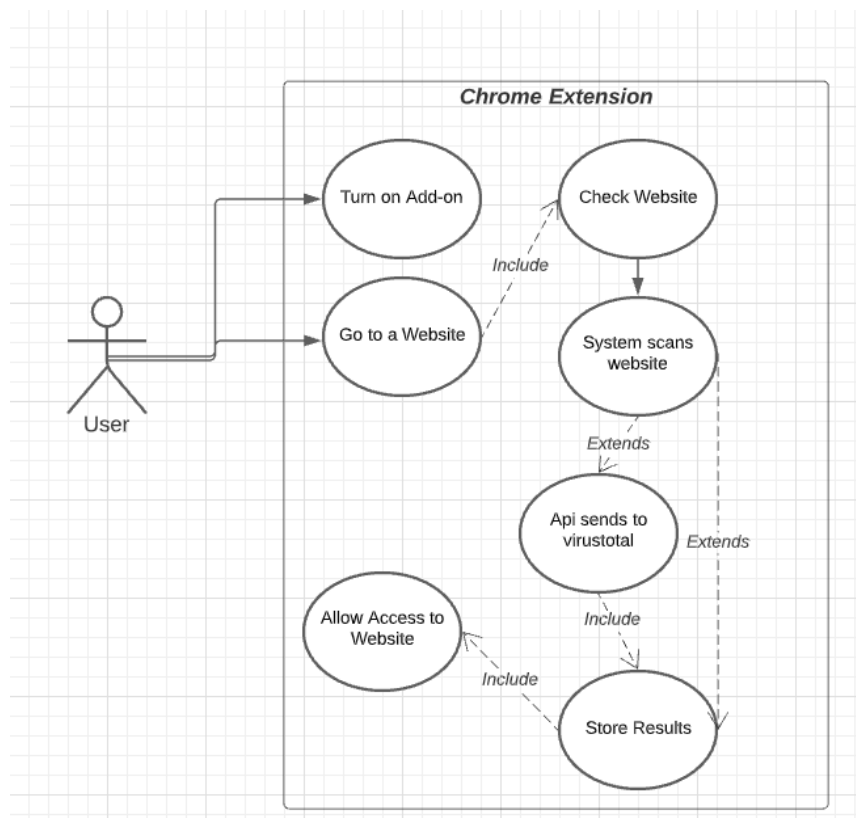 Chrome Extension
Turn on Add-on
Check Website
Include
Go to a Website
System scans
website
User
Extends
Api sends to
virustotal
Extends
Allow Access to
Website
Include
Include
Store Results